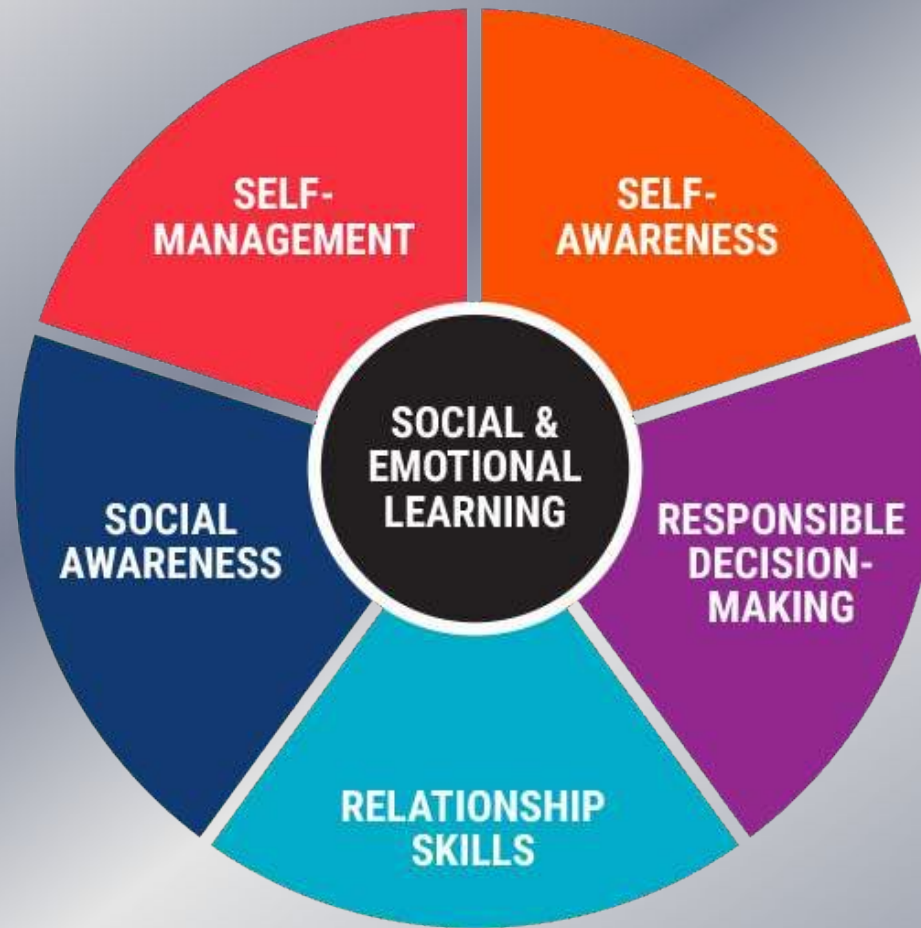 SELF-
MANAGEMENT
SELF-
AWARENESS
SOCIAL &
EMOTIONAL
LEARNING
SOCIAL
AWARENESS
RESPONSIBLE
DECISION-
MAKING
RELATIONSHIP
SKILLS